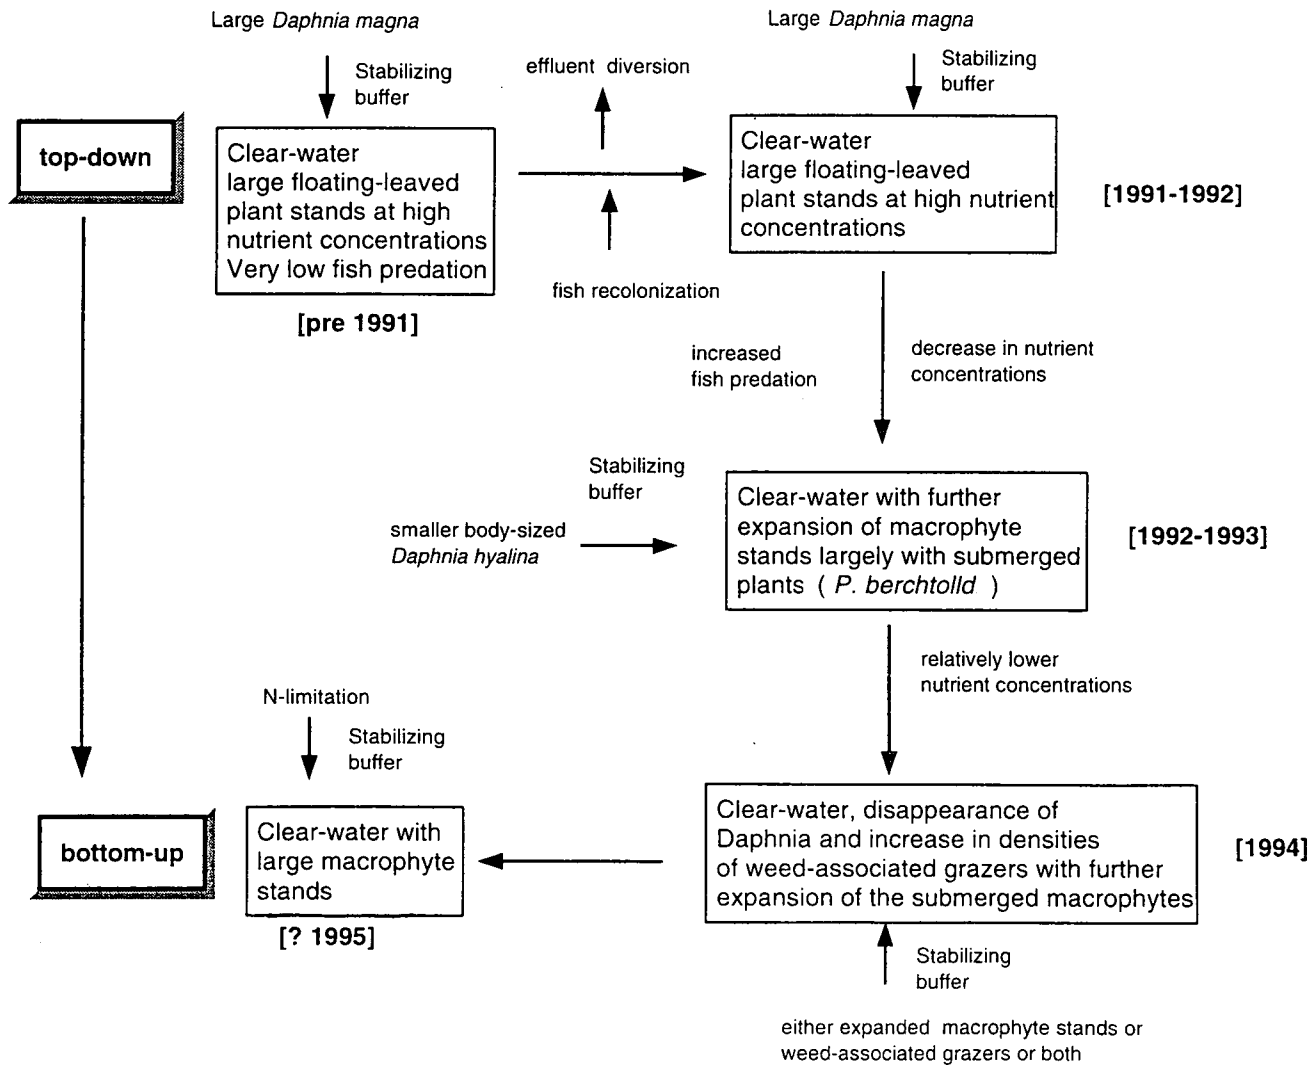 Large Daphnia magna
Stabilizing
buffer
effluent diversion
Large Daphnia magna
Stabilizing
buffer
top-down
Clear-water
large floating-leaved
plant stands at high
nutrient concentrations
Very low fish predation
[pre 1991]
fish recolonization
Clear-water
large floating-leaved
plant stands at high nutrient
concentrations
[1991-1992]
increased
fish predation
decrease in nutrient
concentrations
Stabilizing
buffer
smaller body-sized
Daphnia hyalina
Clear-water with further
expansion of macrophyte
stands largely with submerged
plants ( P. berchtolld )
[1992-1993]
relatively lower
nutrient concentrations
N-limitation
Stabilizing
buffer
bottom-up
Clear-water with
large macrophyte
stands
[? 1995]
Clear-water, disappearance of
Daphnia and increase in densities
of weed-associated grazers with further
expansion of the submerged macrophytes
[1994]
Stabilizing
buffer
either expanded macrophyte stands or
weed-associated grazers or both